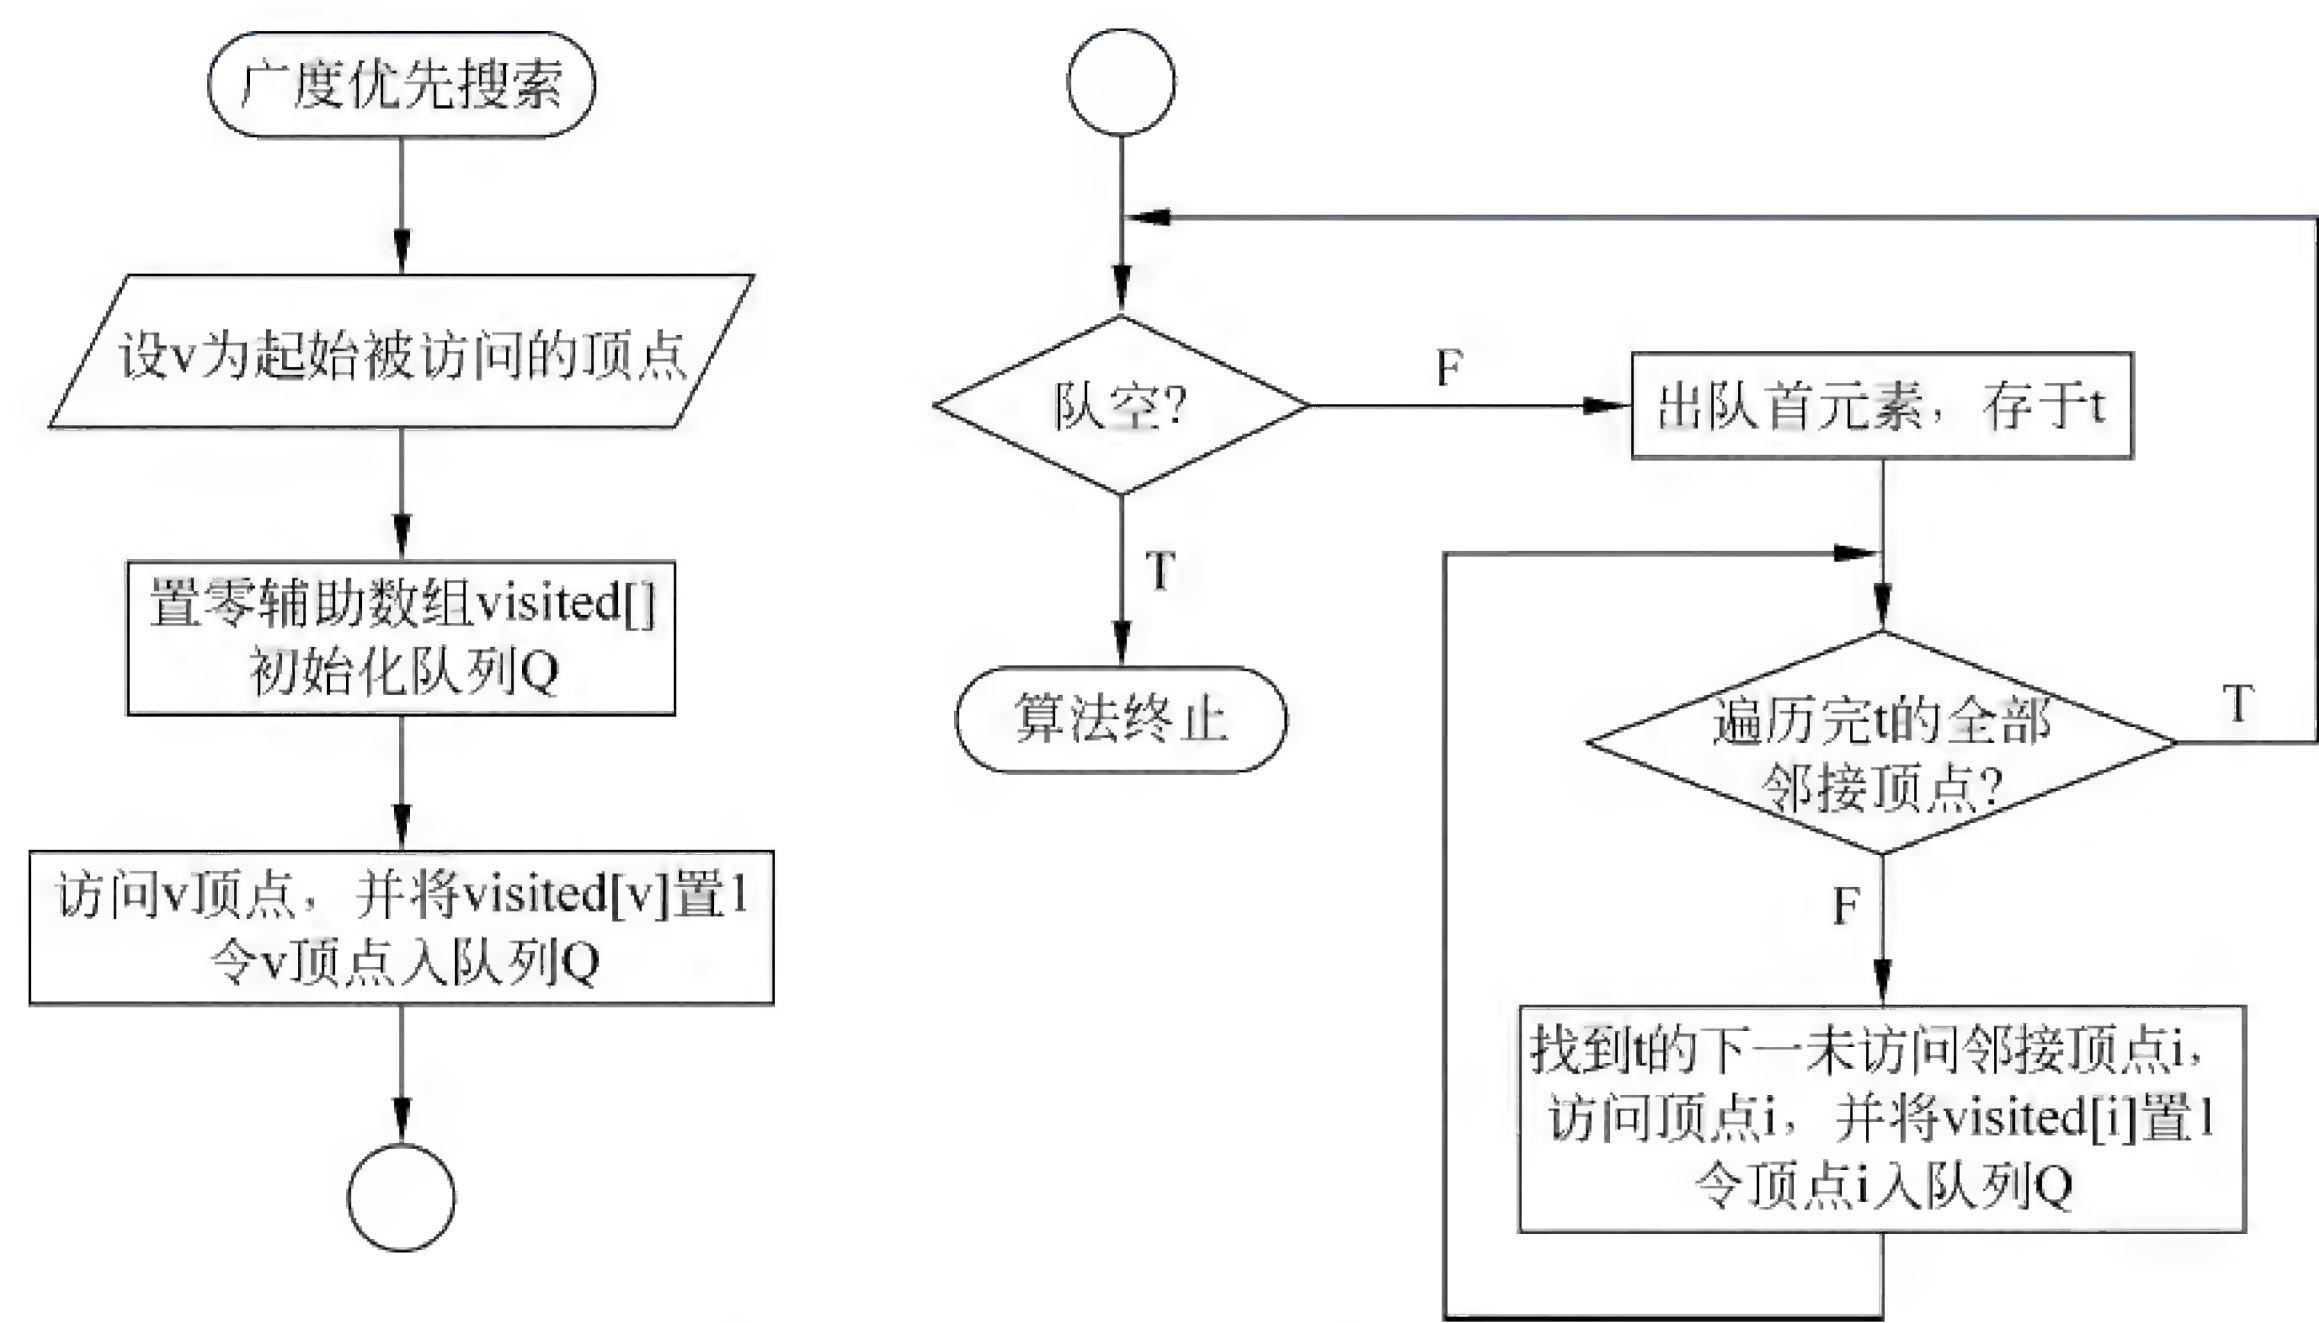 广度优先搜索
设v为起始被访问的顶点
置零辅助数组visited[]
初始化队列Q
访问v顶点，并将visited[v]置1
令v顶点入队列Q
队空?
F
出队首元素，存于t
T
算法终止
遍历完t的全部
邻接顶点?
T
F
找到t的下一未访问邻接顶点i，
访问顶点i，并将visited[i]置1
令顶点i入队列Q